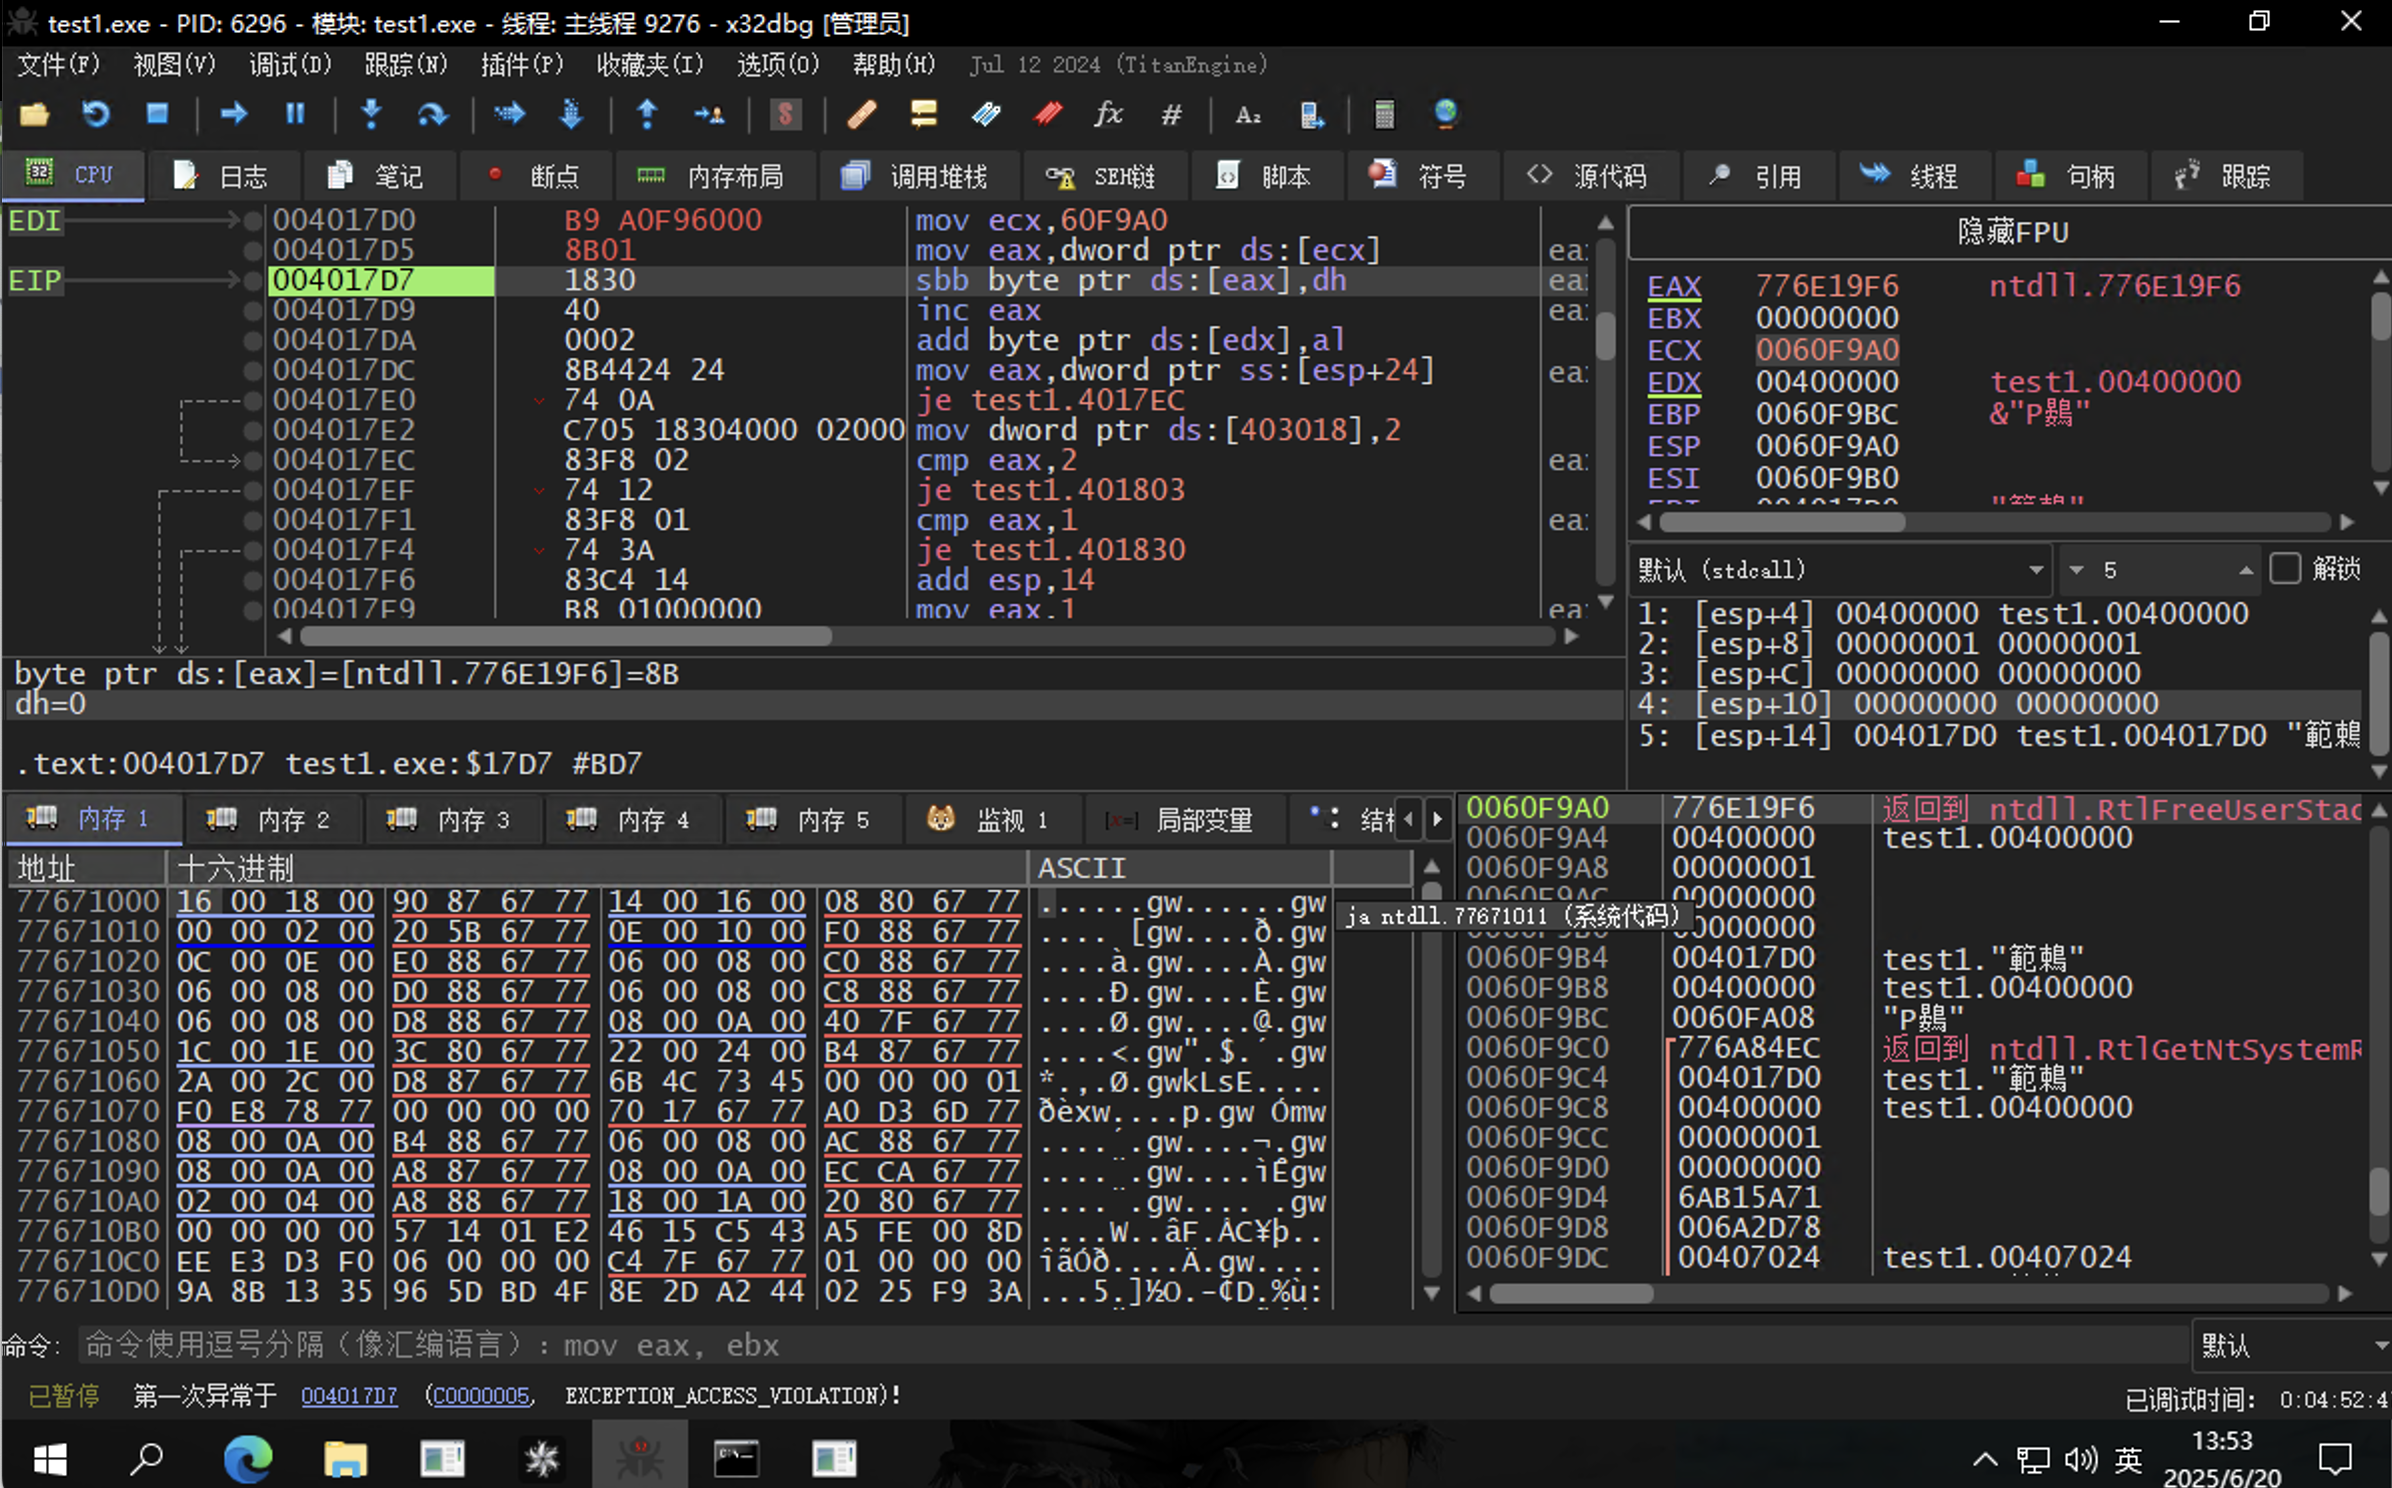 test1.exe - PID: 6296 - 模块: test1.exe - 线程: 主线程 9276 - x32dbg [管理员]
文件(F) 视图(V) 调试(D) 跟踪(N) 插件(P) 收藏夹(I) 选项(O) 帮助(H) Jul 12 2024 (TitanEngine)
CPU 日志 笔记 断点 内存布局 调用堆栈 SEH链 脚本 符号 源代码 引用 线程 句柄 跟踪
EDI 004017D0 B9 A0F96000 mov ecx,60F9A0
004017D5 8B01 mov eax,dword ptr ds:[ecx] ea
EIP 004017D7 1830 sbb byte ptr ds:[eax],dh ea
004017D9 40 inc eax ea
004017DA 0002 add byte ptr ds:[edx],al
004017DC 8B4424 24 mov eax,dword ptr ss:[esp+24] ea
004017E0 74 0A je test1.4017EC
004017E2 C705 18304000 02000 mov dword ptr ds:[403018],2
004017EC 83F8 02 cmp eax,2 ea
004017EF 74 12 je test1.401803
004017F1 83F8 01 cmp eax,1 ea
004017F4 74 3A je test1.401830
004017F6 83C4 14 add esp,14
004017F9 B8 01000000 mov eax,1 ea
byte ptr ds:[eax]=[ntdll.776E19F6]=8B
dh=0
.text:004017D7 test1.exe:$17D7 #BD7
隐藏FPU
EAX 776E19F6 ntdll.776E19F6
EBX 00000000
ECX 0060F9A0
EDX 00400000 test1.00400000
EBP 0060F9BC &"P鷃"
ESP 0060F9A0
ESI 0060F9B0
默认 (stdcall) 5 解锁
1: [esp+4] 00400000 test1.00400000
2: [esp+8] 00000001 00000001
3: [esp+C] 00000000 00000000
4: [esp+10] 00000000 00000000
5: [esp+14] 004017D0 test1.004017D0 "範鶫
内存 1 内存 2 内存 3 内存 4 内存 5 监视 1 局部变量 结
地址 十六进制 ASCII
77671000 16 00 18 00 90 87 67 77 14 00 16 00 08 80 67 77 ......gw......gw
77671010 00 00 02 00 20 5B 67 77 0E 00 10 00 F0 88 67 77 .... [gw....ð.gw
77671020 0C 00 0E 00 E0 88 67 77 06 00 08 00 C0 88 67 77 ....à.gw....À.gw
77671030 06 00 08 00 D0 88 67 77 06 00 08 00 C8 88 67 77 ....Ð.gw....È.gw
77671040 06 00 08 00 D8 88 67 77 08 00 0A 00 40 7F 67 77 ....Ø.gw....@.gw
77671050 1C 00 1E 00 3C 80 67 77 22 00 24 00 B4 87 67 77 ....<.gw".$.´.gw
77671060 2A 00 2C 00 D8 87 67 77 6B 4C 73 45 00 00 00 01 *.,.Ø.gwkLsE....
77671070 F0 E8 78 77 00 00 00 00 70 17 67 77 A0 D3 6D 77 ðèxw....p.gw Ómw
77671080 08 00 0A 00 B4 88 67 77 06 00 08 00 AC 88 67 77 ....´.gw....¬.gw
77671090 08 00 0A 00 A8 87 67 77 08 00 0A 00 EC CA 67 77 ....¨.gw....ìÊgw
776710A0 02 00 04 00 A8 88 67 77 18 00 1A 00 20 80 67 77 ....¨.gw.... .gw
776710B0 00 00 00 00 57 14 01 E2 46 15 C5 43 A5 FE 00 8D ....W..âF.ÅC¥þ..
776710C0 EE E3 D3 F0 06 00 00 00 C4 7F 67 77 01 00 00 00 îãÓð....Ä.gw....
776710D0 9A 8B 13 35 96 5D BD 4F 8E 2D A2 44 02 25 F9 3A ...5.]½O.-¢D.%ù:
ja ntdll.77671011 (系统代码)
0060F9A0 776E19F6 返回到 ntdll.RtlFreeUserStac
0060F9A4 00400000 test1.00400000
0060F9A8 00000001
0060F9AC 00000000
0060F9B0 00000000
0060F9B4 004017D0 test1."範鶫"
0060F9B8 00400000 test1.00400000
0060F9BC 0060FA08 "P鷃"
0060F9C0 776A84EC 返回到 ntdll.RtlGetNtSystemR
0060F9C4 004017D0 test1."範鶫"
0060F9C8 00400000 test1.00400000
0060F9CC 00000001
0060F9D0 00000000
0060F9D4 6AB15A71
0060F9D8 006A2D78
0060F9DC 00407024 test1.00407024
命令: 命令使用逗号分隔（像汇编语言）: mov eax, ebx 默认
已暂停 第一次异常于 004017D7 (C0000005, EXCEPTION_ACCESS_VIOLATION)! 已调试时间: 0:04:52:4
英 13:53
2025/6/20